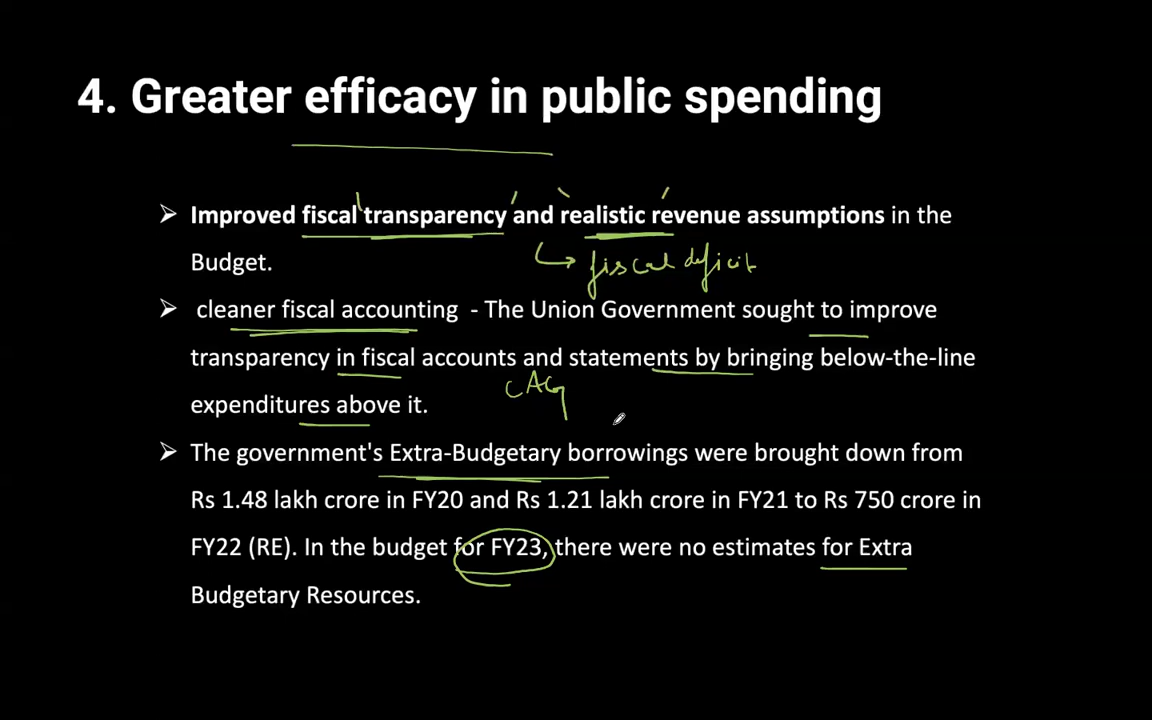 4. Greater efficacy in public spending
➢ Improved fiscal transparency and realistic revenue assumptions in the
Budget.
fiscal deficit
➢ cleaner fiscal accounting - The Union Government sought to improve
transparency in fiscal accounts and statements by bringing below-the-line
CAG
expenditures above it.
➢ The government's Extra-Budgetary borrowings were brought down from
Rs 1.48 lakh crore in FY20 and Rs 1.21 lakh crore in FY21 to Rs 750 crore in
FY22 (RE). In the budget for FY23, there were no estimates for Extra
Budgetary Resources.